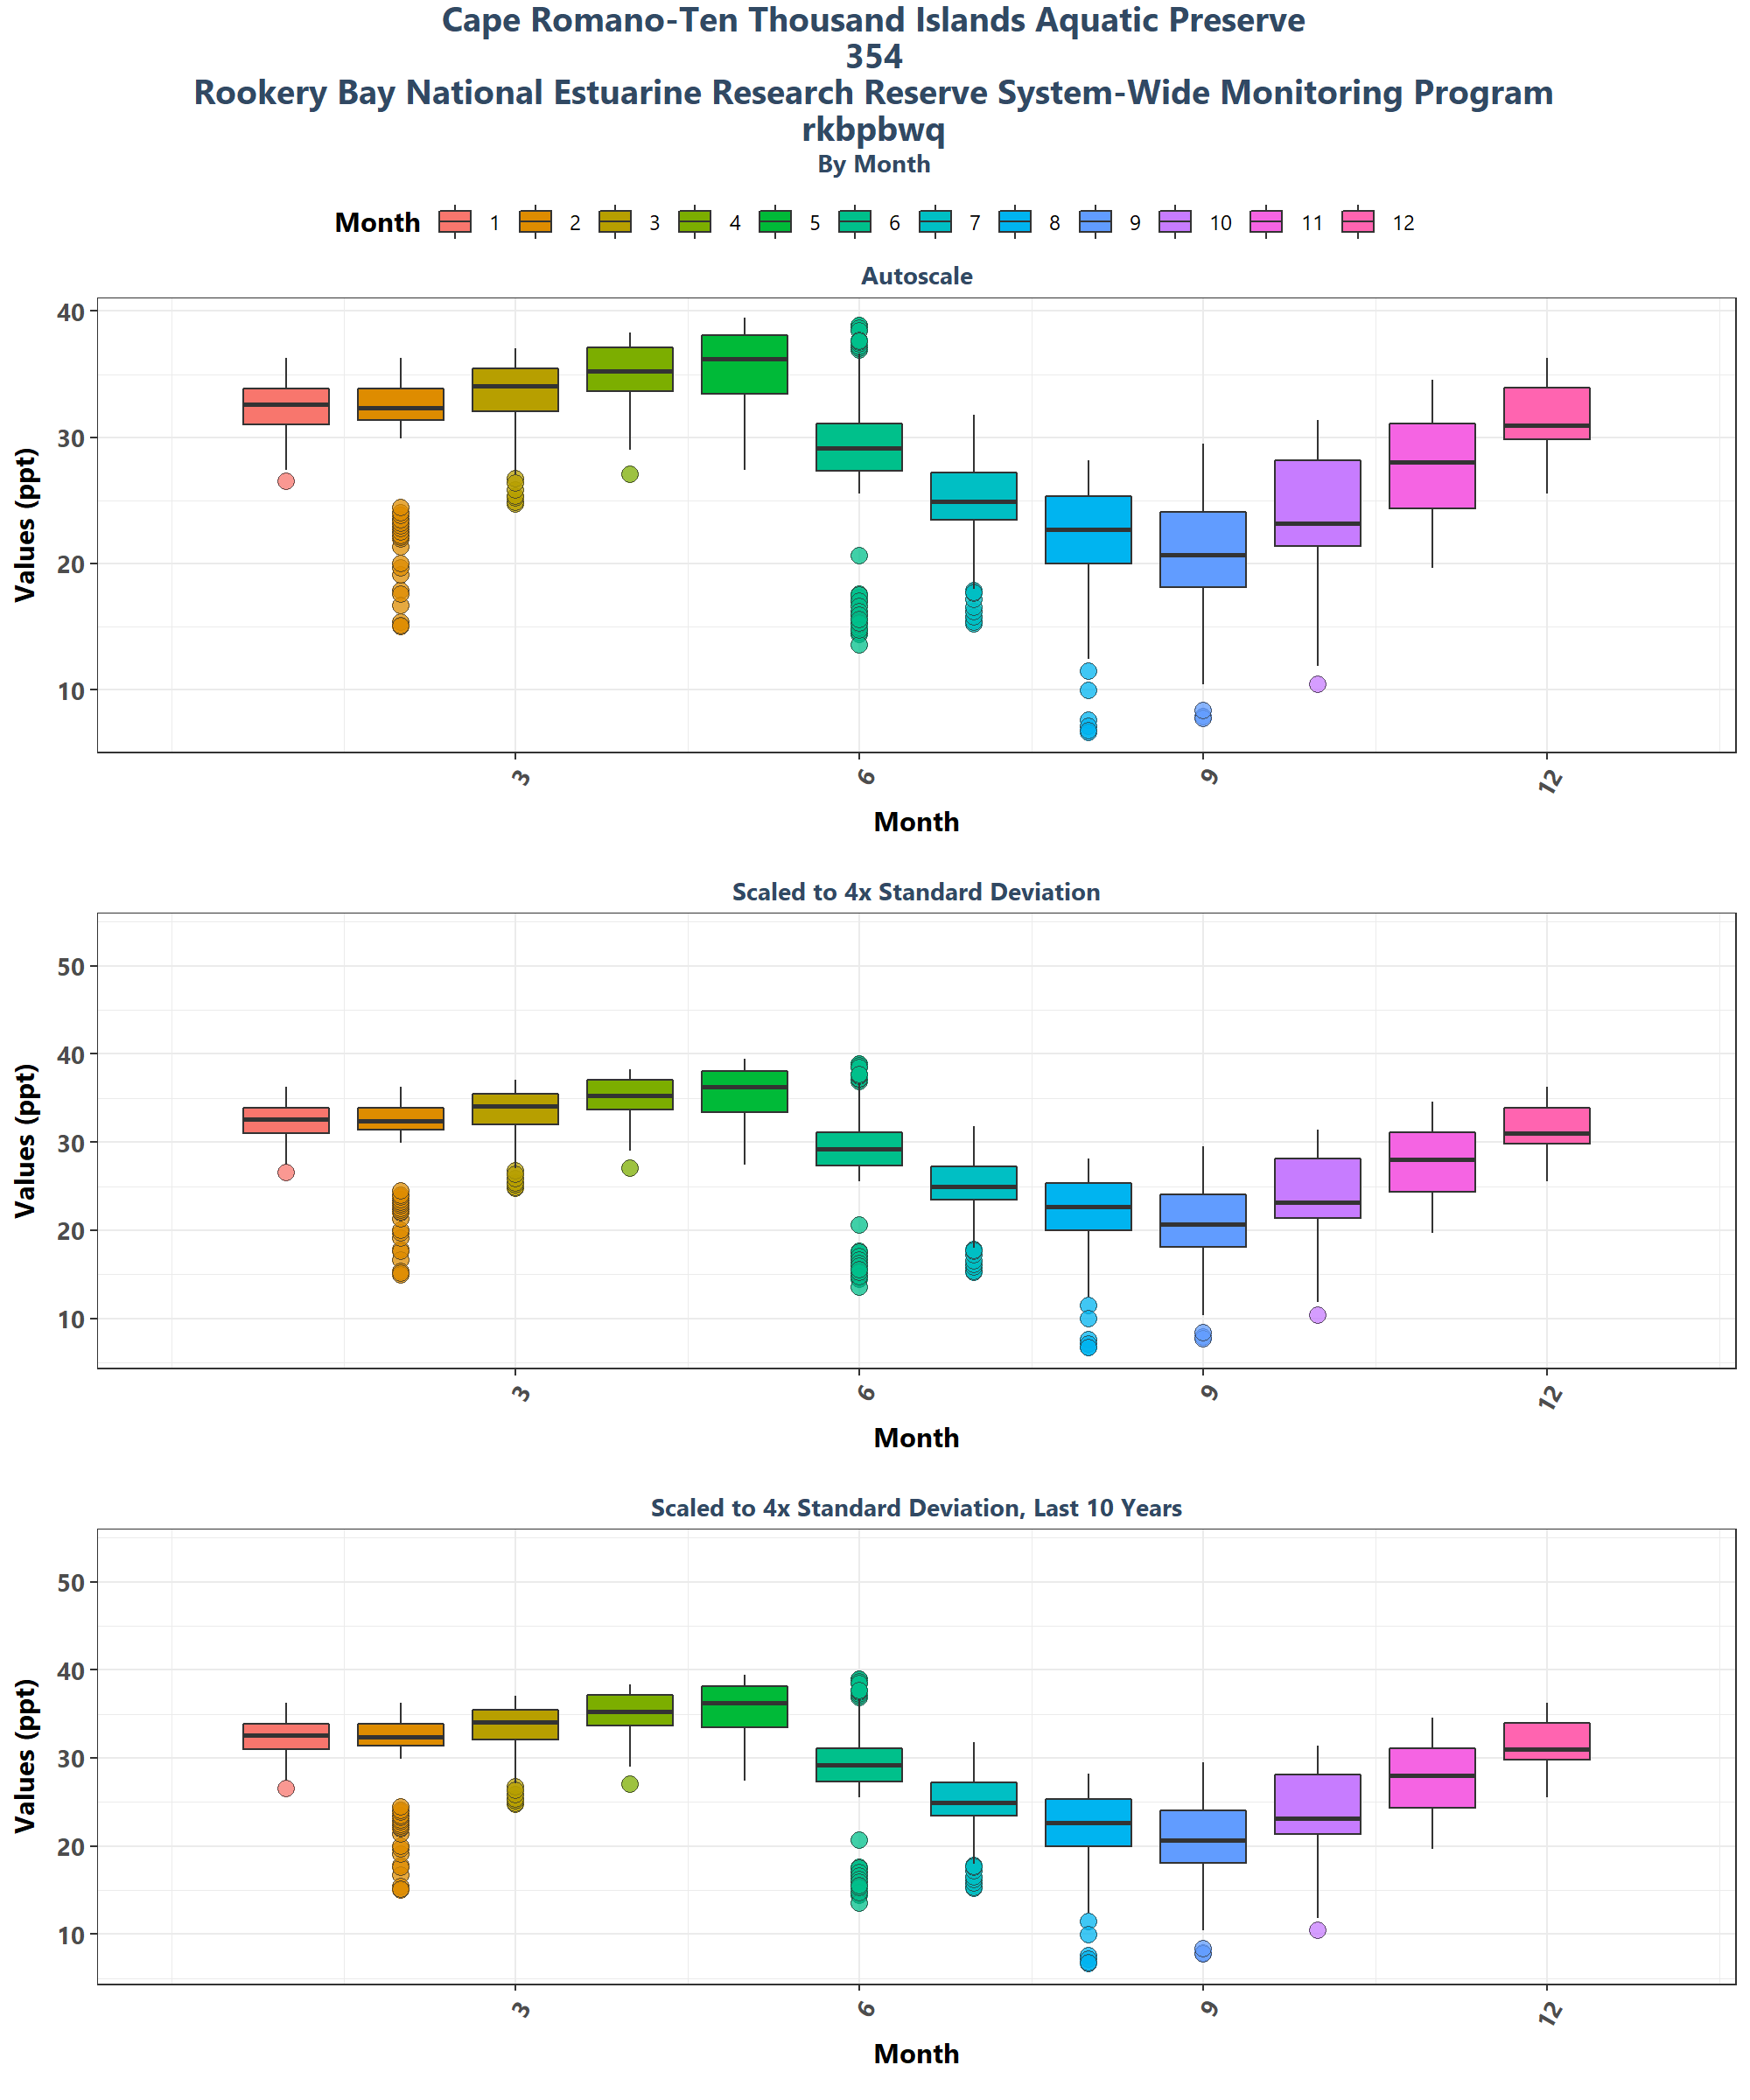 Cape Romano-Ten Thousand Islands Aquatic Preserve
354
Rookery Bay National Estuarine Research Reserve System-Wide Monitoring Program
rkbpbwq
By Month
Month 1 2 3 4 5 6 7 8 9 10 11 12
Autoscale
Values (ppt)
40
30
20
10
3 6 9 12
Month
Scaled to 4x Standard Deviation
Values (ppt)
50
40
30
20
10
3 6 9 12
Month
Scaled to 4x Standard Deviation, Last 10 Years
Values (ppt)
50
40
30
20
10
3 6 9 12
Month